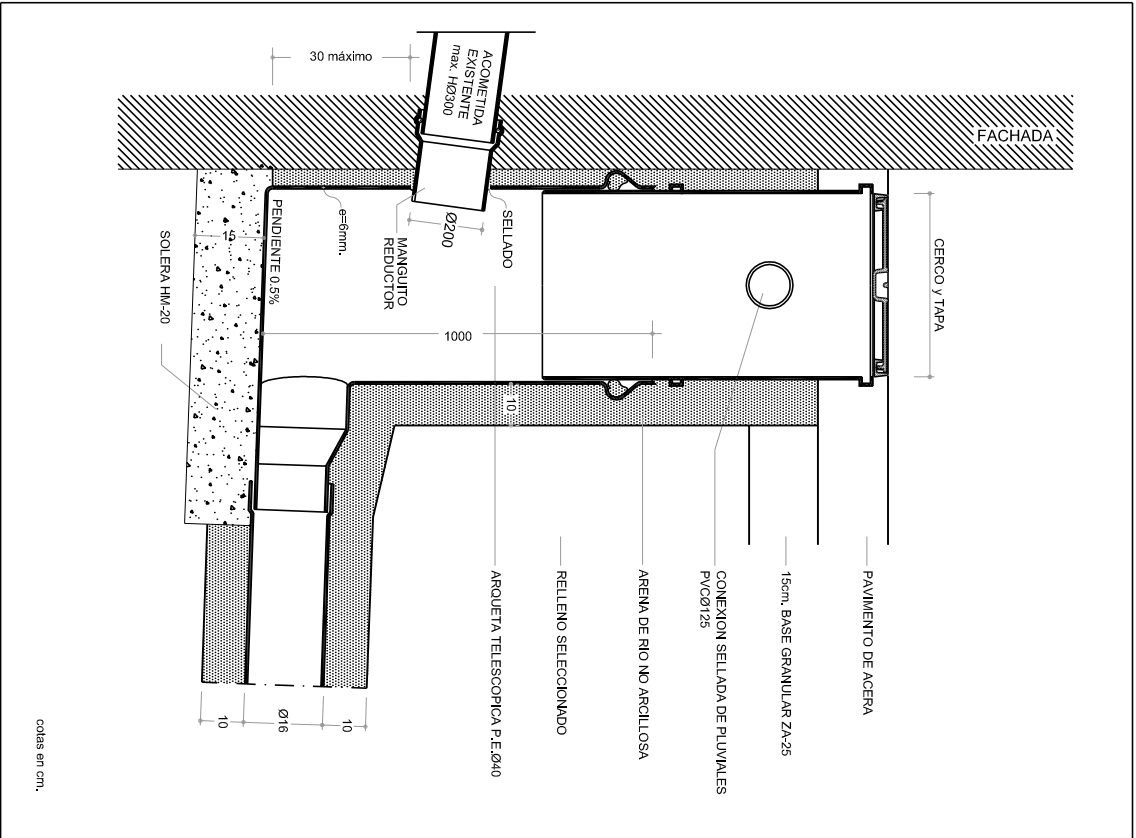 30 máximo
ACOMETIDA
EXISTENTE
max. HØ300
FACHADA
CERCO y TAPA
SELLADO
Ø200
MANGUITO
REDUCTOR
e=6mm.
PENDIENTE 0.5%
15
SOLERA HM-20
1000
10
PAVIMENTO DE ACERA
15cm. BASE GRANULAR ZA-25
CONEXION SELLADA DE PLUVIALES
PVCØ125
ARENA DE RIO NO ARCILLOSA
RELLENO SELECCIONADO
ARQUETA TELESCOPICA P.E.Ø40
10
Ø16
10
cotas en cm.